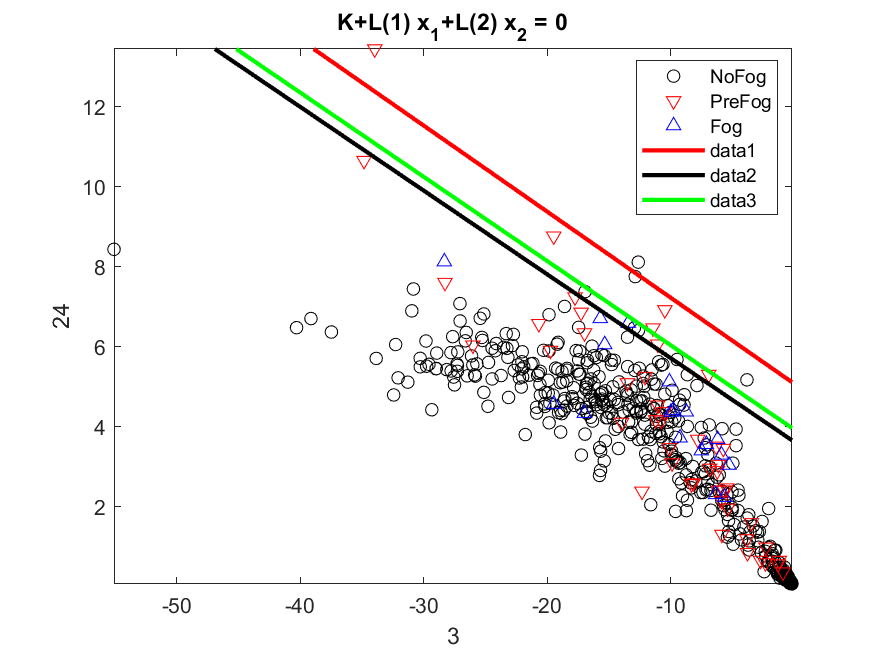 K+L(1) x1+L(2) x2 = 0
NoFog
PreFog
Fog
data1
data2
data3
12
10
8
6
4
2
24
-50
-40
-30
-20
-10
3